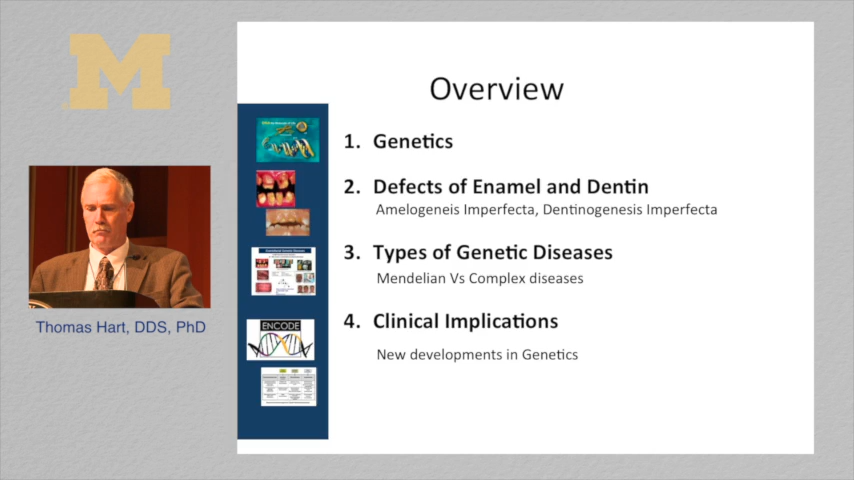 M
Thomas Hart, DDS, PhD
Overview
1. Genetics
2. Defects of Enamel and Dentin
Amelogeneis Imperfecta, Dentinogenesis Imperfecta
3. Types of Genetic Diseases
Mendelian Vs Complex diseases
4. Clinical Implications
New developments in Genetics
ENCODE